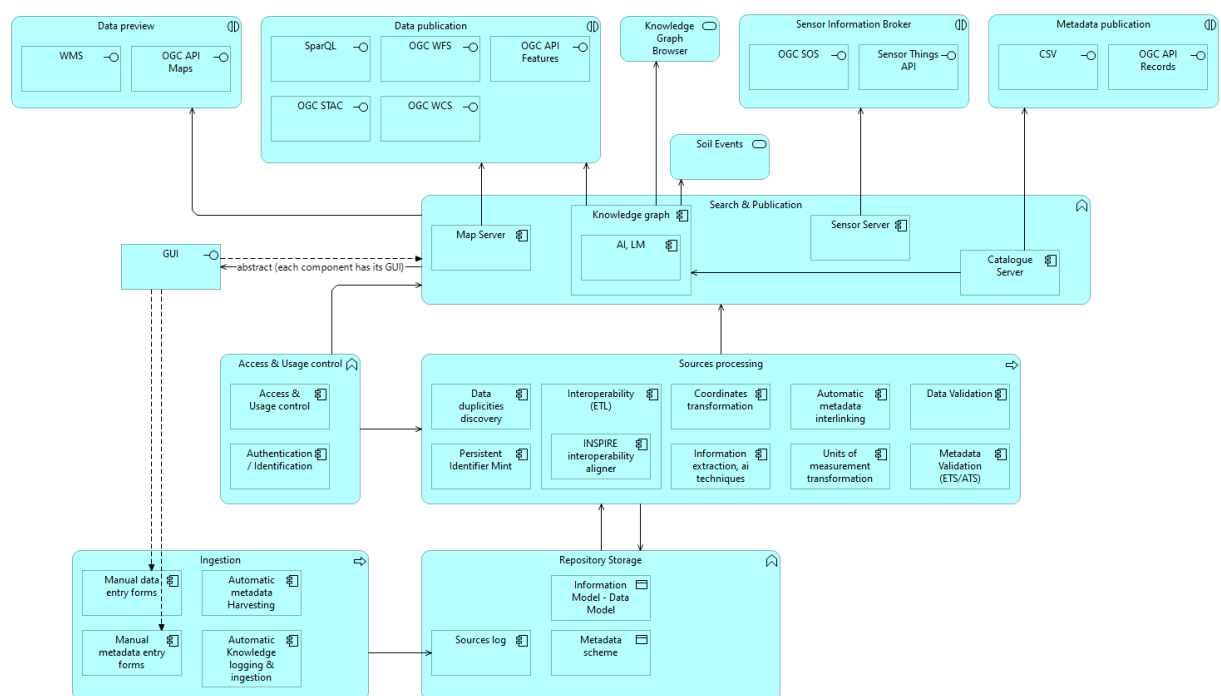 Data preview
WMS
OGC API
Maps
Data publication
SparQL
OGC WFS
OGC API
Features
OGC STAC
OGC WCS
Knowledge
Graph
Browser
Sensor Information Broker
OGC SOS
Sensor Things
API
Metadata publication
CSV
OGC API
Records
Soil Events
Search & Publication
Map Server
Knowledge graph
AI, LM
Sensor Server
Catalogue
Server
GUI
abstract (each component has its GUI)
Access & Usage control
Access &
Usage control
Authentication
/ Identification
Sources processing
Data
duplicities
discovery
Interoperability
(ETL)
Coordinates
transformation
Automatic
metadata
interlinking
Data Validation
Persistent
Identifier Mint
INSPIRE
interoperability
aligner
Information
extraction, ai
techniques
Units of
measurement
transformation
Metadata
Validation
(ETS/ATS)
Ingestion
Manual data
entry forms
Automatic
metadata
Harvesting
Manual
metadata entry
forms
Automatic
Knowledge
logging &
ingestion
Repository Storage
Information
Model - Data
Model
Sources log
Metadata
scheme